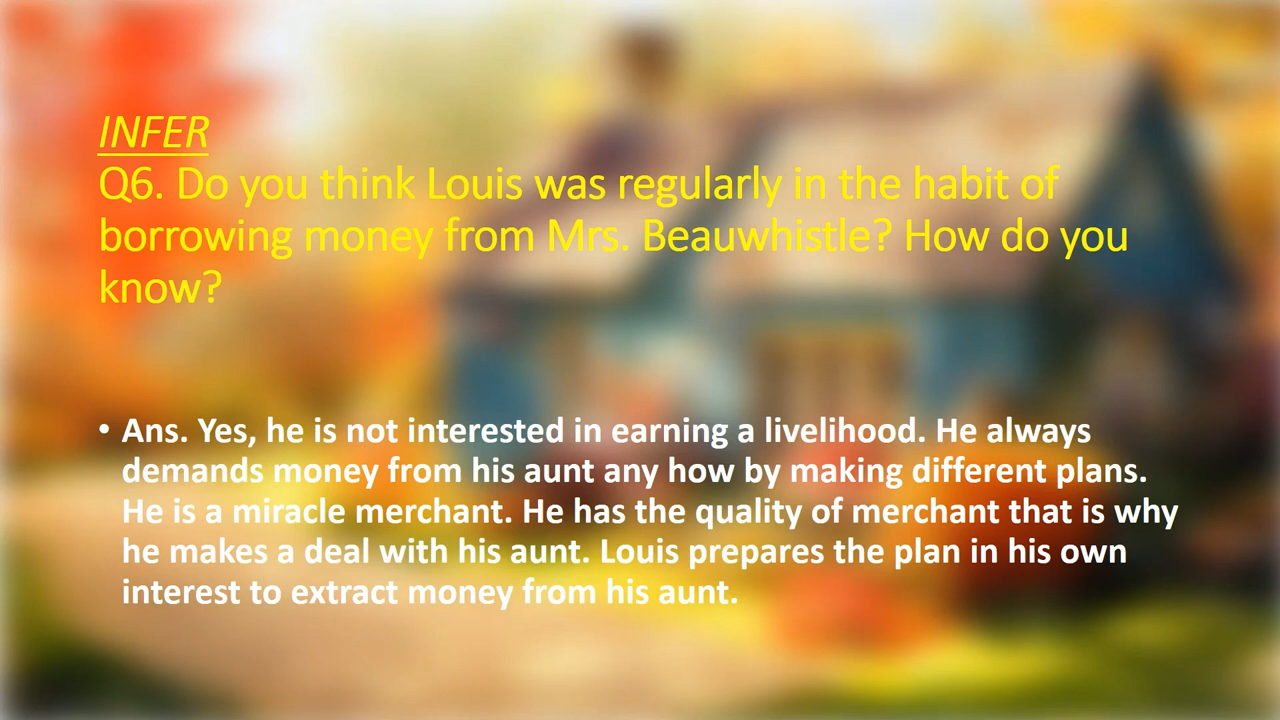 INFER
Q6. Do you think Louis was regularly in the habit of
borrowing money from Mrs. Beauwhistle? How do you
know?
• Ans. Yes, he is not interested in earning a livelihood. He always
demands money from his aunt any how by making different plans.
He is a miracle merchant. He has the quality of merchant that is why
he makes a deal with his aunt. Louis prepares the plan in his own
interest to extract money from his aunt.